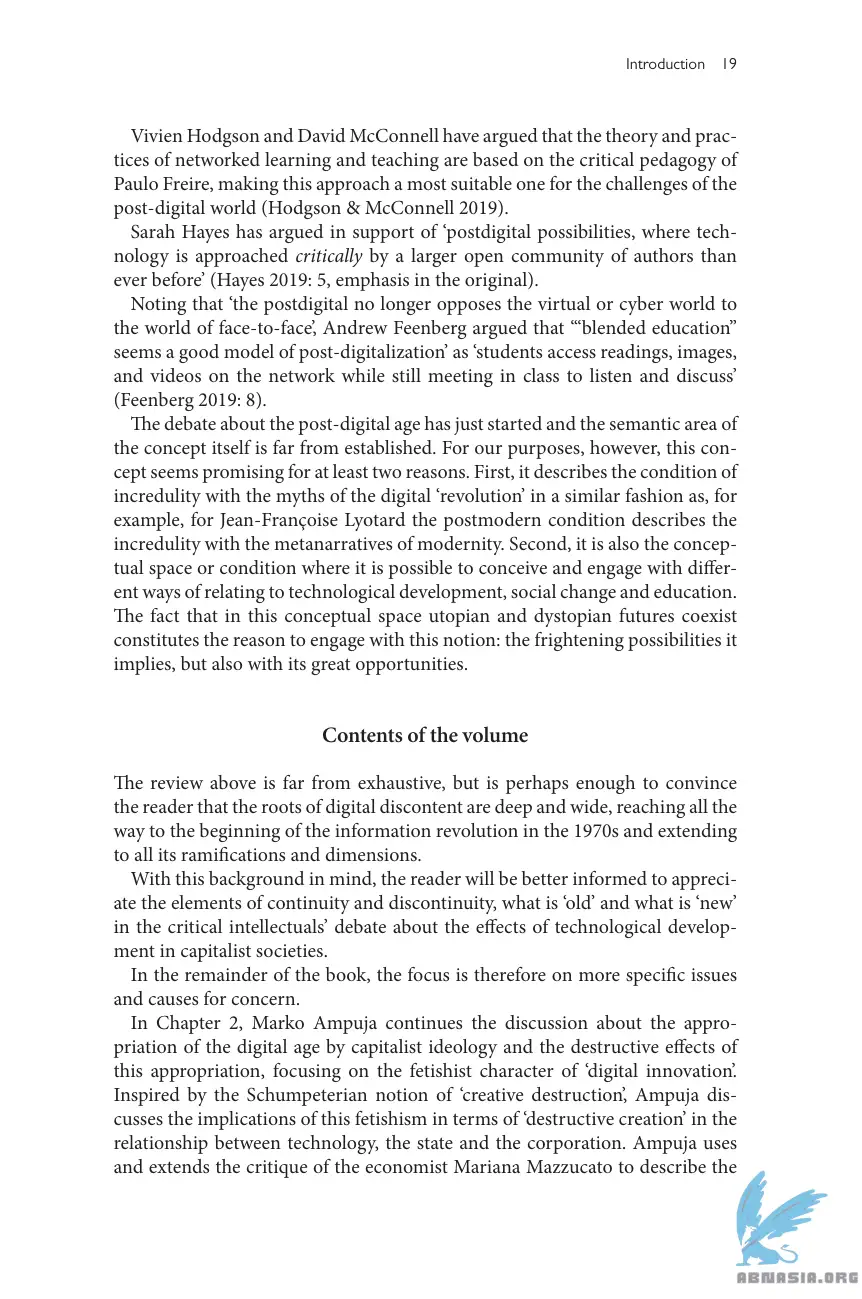 Introduction 19
Vivien Hodgson and David McConnell have argued that the theory and prac-
tices of networked learning and teaching are based on the critical pedagogy of
Paulo Freire, making this approach a most suitable one for the challenges of the
post-digital world (Hodgson & McConnell 2019).
Sarah Hayes has argued in support of ‘postdigital possibilities, where tech-
nology is approached critically by a larger open community of authors than
ever before’ (Hayes 2019: 5, emphasis in the original).
Noting that ‘the postdigital no longer opposes the virtual or cyber world to
the world of face-to-face’, Andrew Feenberg argued that “‘blended education”
seems a good model of post-digitalization’ as ‘students access readings, images,
and videos on the network while still meeting in class to listen and discuss’
(Feenberg 2019: 8).
The debate about the post-digital age has just started and the semantic area of
the concept itself is far from established. For our purposes, however, this con-
cept seems promising for at least two reasons. First, it describes the condition of
incredulity with the myths of the digital ‘revolution’ in a similar fashion as, for
example, for Jean-Françoise Lyotard the postmodern condition describes the
incredulity with the metanarratives of modernity. Second, it is also the concep-
tual space or condition where it is possible to conceive and engage with differ-
ent ways of relating to technological development, social change and education.
The fact that in this conceptual space utopian and dystopian futures coexist
constitutes the reason to engage with this notion: the frightening possibilities it
implies, but also with its great opportunities.
Contents of the volume
The review above is far from exhaustive, but is perhaps enough to convince
the reader that the roots of digital discontent are deep and wide, reaching all the
way to the beginning of the information revolution in the 1970s and extending
to all its ramifications and dimensions.
With this background in mind, the reader will be better informed to appreci-
ate the elements of continuity and discontinuity, what is ‘old’ and what is ‘new’
in the critical intellectuals’ debate about the effects of technological develop-
ment in capitalist societies.
In the remainder of the book, the focus is therefore on more specific issues
and causes for concern.
In Chapter 2, Marko Ampuja continues the discussion about the appro-
priation of the digital age by capitalist ideology and the destructive effects of
this appropriation, focusing on the fetishist character of ‘digital innovation’.
Inspired by the Schumpeterian notion of ‘creative destruction’, Ampuja dis-
cusses the implications of this fetishism in terms of ‘destructive creation’ in the
relationship between technology, the state and the corporation. Ampuja uses
and extends the critique of the economist Mariana Mazzucato to describe the
ABNASIA.ORG